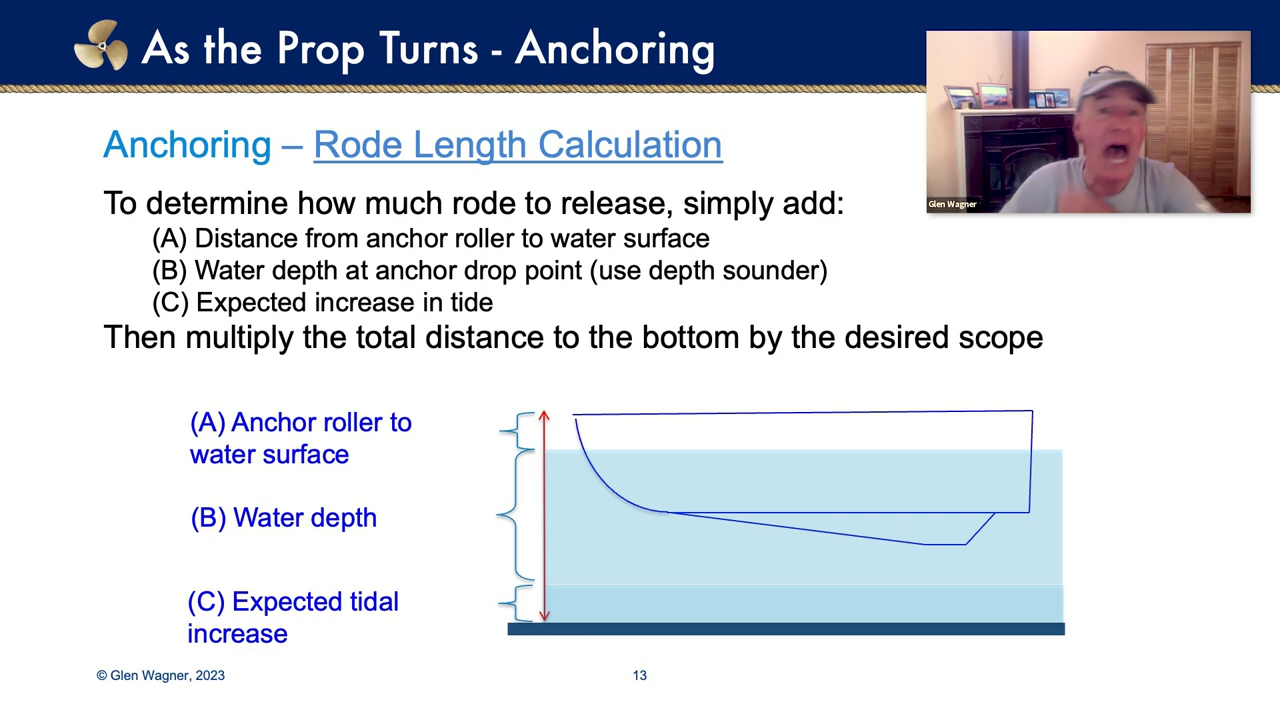 As the Prop Turns - Anchoring
Glen Wagner
Anchoring – Rode Length Calculation
To determine how much rode to release, simply add:
(A) Distance from anchor roller to water surface
(B) Water depth at anchor drop point (use depth sounder)
(C) Expected increase in tide
Then multiply the total distance to the bottom by the desired scope
(A) Anchor roller to
water surface
(B) Water depth
(C) Expected tidal
increase
© Glen Wagner, 2023
13